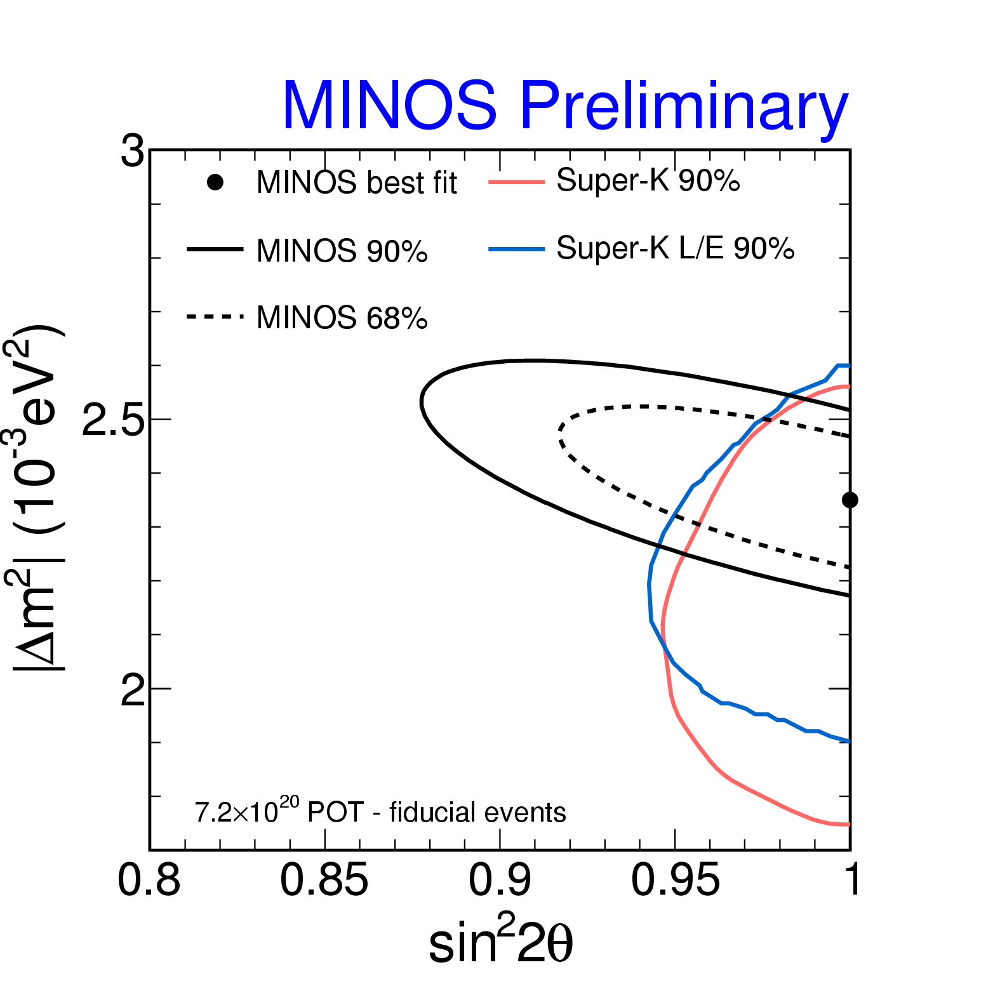 MINOS Preliminary
3
MINOS best fit
Super-K 90%
MINOS 90%
Super-K L/E 90%
MINOS 68%
|Δm²| (10⁻³eV²)
2.5
2
7.2×10²⁰ POT - fiducial events
0.8 0.85 0.9 0.95 1
sin²2θ